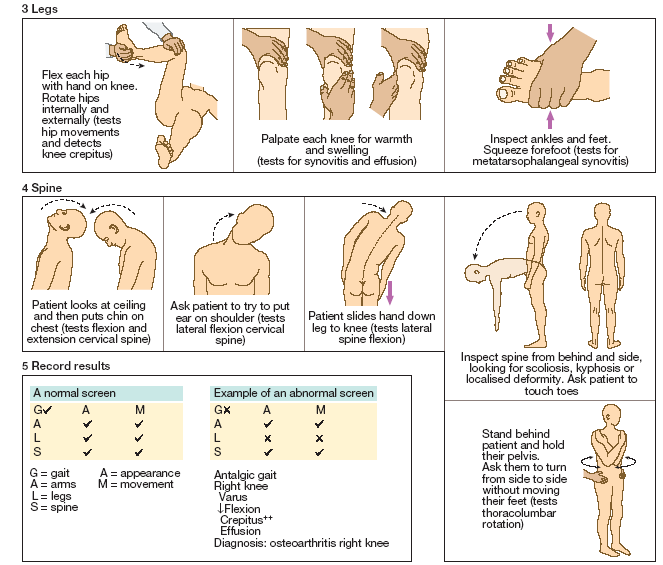 3 Legs
Flex each hip
with hand on knee.
Rotate hips
internally and
externally (tests
hip movements
and detects
knee crepitus)
Palpate each knee for warmth
and swelling
(tests for synovitis and effusion)
Inspect ankles and feet.
Squeeze forefoot (tests for
metatarsophalangeal synovitis)
4 Spine
Patient looks at ceiling
and then puts chin on
chest (tests flexion and
extension cervical spine)
Ask patient to try to put
ear on shoulder (tests
lateral flexion cervical
spine)
Patient slides hand down
leg to knee (tests lateral
spine flexion)
Inspect spine from behind and side,
looking for scoliosis, kyphosis or
localised deformity. Ask patient to
touch toes
Stand behind
patient and hold
their pelvis.
Ask them to turn
from side to side
without moving
their feet (tests
thoracolumbar
rotation)
5 Record results
A normal screen
G✓ A M
A ✓ ✓
L ✓ ✓
S ✓ ✓
G = gait A = appearance
A = arms M = movement
L = legs
S = spine
Example of an abnormal screen
G✗ A M
A ✓ ✓
L ✗ ✗
S ✓ ✓
Antalgic gait
Right knee
Varus
↓Flexion
Crepitus++
Effusion
Diagnosis: osteoarthritis right knee